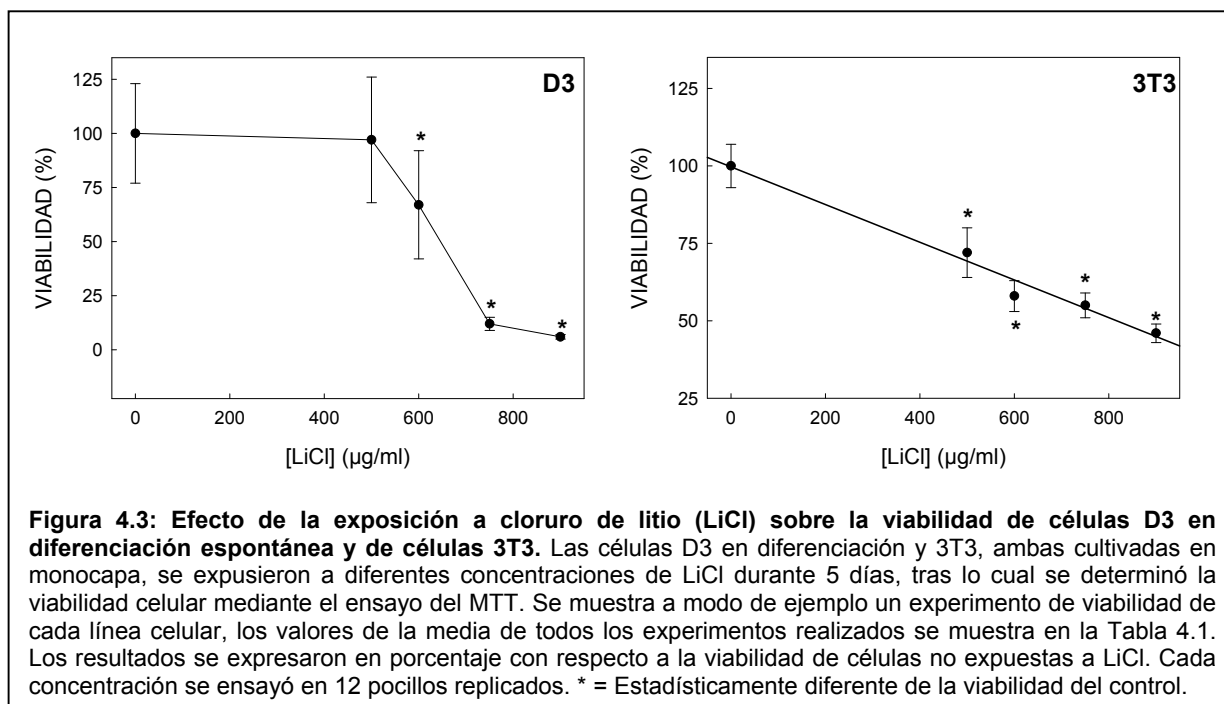 D3
VIABILIDAD (%)
125
100
75
50
25
0
*
*
*
0 200 400 600 800
[LiCl] (µg/ml)
3T3
VIABILIDAD (%)
125
100
75
50
25
*
*
*
*
0 200 400 600 800
[LiCl] (µg/ml)
Figura 4.3: Efecto de la exposición a cloruro de litio (LiCl) sobre la viabilidad de células D3 en
diferenciación espontánea y de células 3T3. Las células D3 en diferenciación y 3T3, ambas cultivadas en
monocapa, se expusieron a diferentes concentraciones de LiCl durante 5 días, tras lo cual se determinó la
viabilidad celular mediante el ensayo del MTT. Se muestra a modo de ejemplo un experimento de viabilidad de
cada línea celular, los valores de la media de todos los experimentos realizados se muestra en la Tabla 4.1.
Los resultados se expresaron en porcentaje con respecto a la viabilidad de células no expuestas a LiCl. Cada
concentración se ensayó en 12 pocillos replicados. * = Estadísticamente diferente de la viabilidad del control.